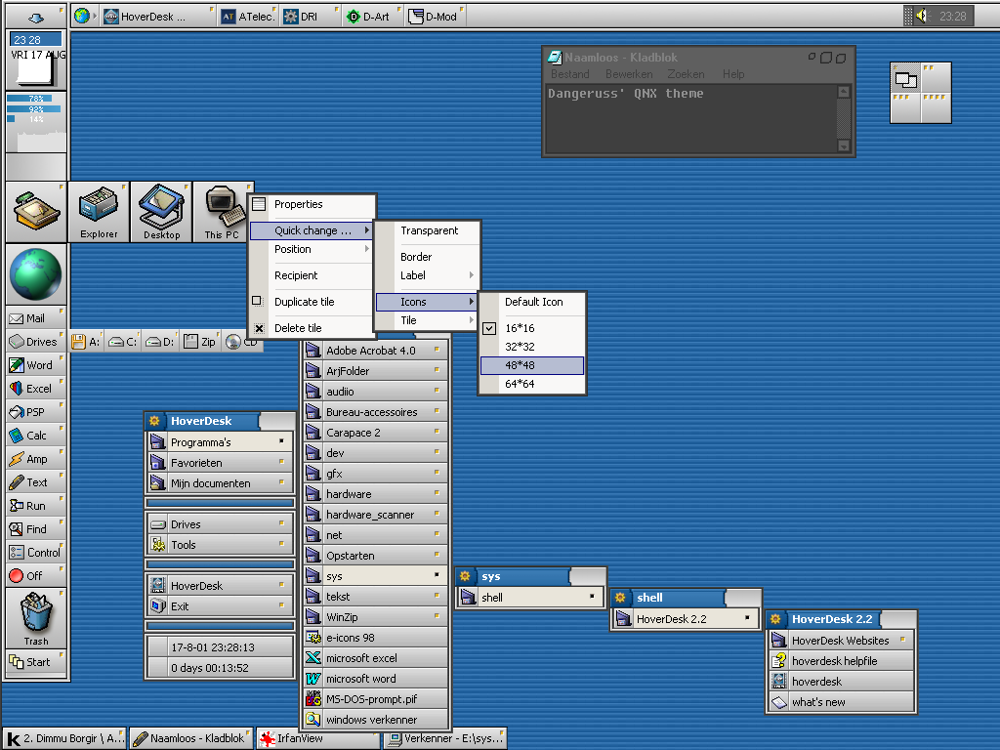 HoverDesk ...
ATelec.
DRI
D-Art
D-Mod
23:28
23 28
VRI 17 AUG
78%
92%
14%
Naamloos - Kladblok
Bestand Bewerken Zoeken Help
Dangeruss' QNX theme
Explorer
Desktop
This PC
Properties
Quick change ...
Position
Recipient
Duplicate tile
Delete tile
Transparent
Border
Label
Icons
Tile
Default Icon
16*16
32*32
48*48
64*64
Mail
Drives
A:
C:
D:
Zip
CD
Word
Excel
PSP
Calc
Amp
Text
Run
Find
Control
Off
Trash
Start
HoverDesk
Programma's
Favorieten
Mijn documenten
Drives
Tools
HoverDesk
Exit
17-8-01 23:28:13
0 days 00:13:52
Adobe Acrobat 4.0
ArjFolder
audiio
Bureau-accessoires
Carapace 2
dev
gfx
hardware
hardware_scanner
net
Opstarten
sys
tekst
WinZip
e-icons 98
microsoft excel
microsoft word
MS-DOS-prompt.pif
windows verkenner
sys
shell
shell
HoverDesk 2.2
HoverDesk 2.2
HoverDesk Websites
hoverdesk helpfile
hoverdesk
what's new
2. Dimmu Borgir \ A...
Naamloos - Kladblok
IrfanView
Verkenner - E:\sys...